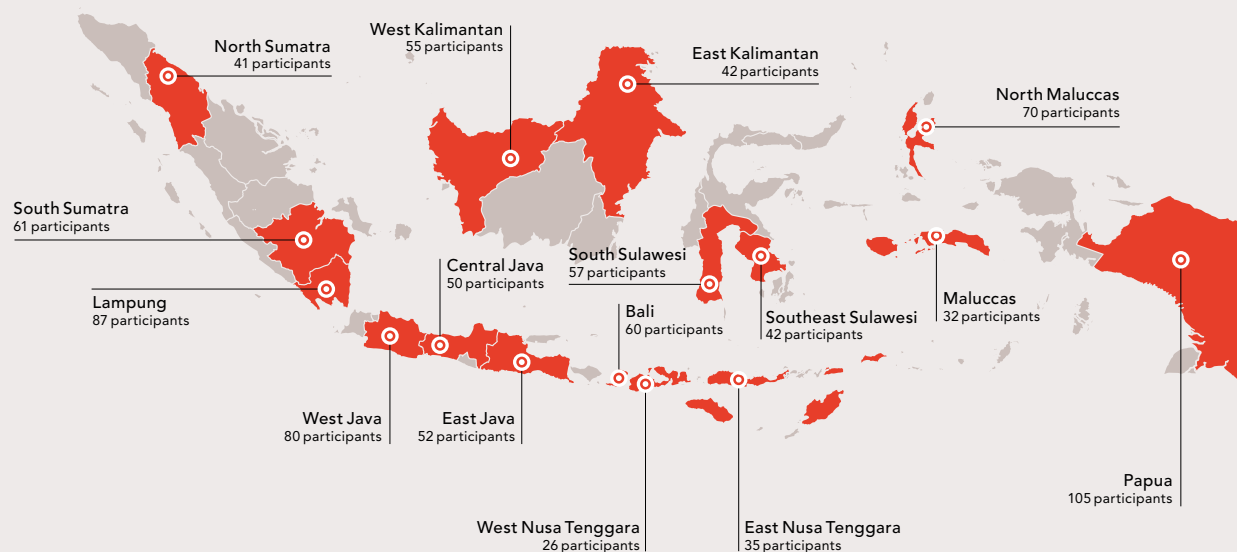 North Sumatra
41 participants
West Kalimantan
55 participants
East Kalimantan
42 participants
North Maluccas
70 participants
South Sumatra
61 participants
Lampung
87 participants
Central Java
50 participants
South Sulawesi
57 participants
Bali
60 participants
Southeast Sulawesi
42 participants
Maluccas
32 participants
West Java
80 participants
East Java
52 participants
West Nusa Tenggara
26 participants
East Nusa Tenggara
35 participants
Papua
105 participants